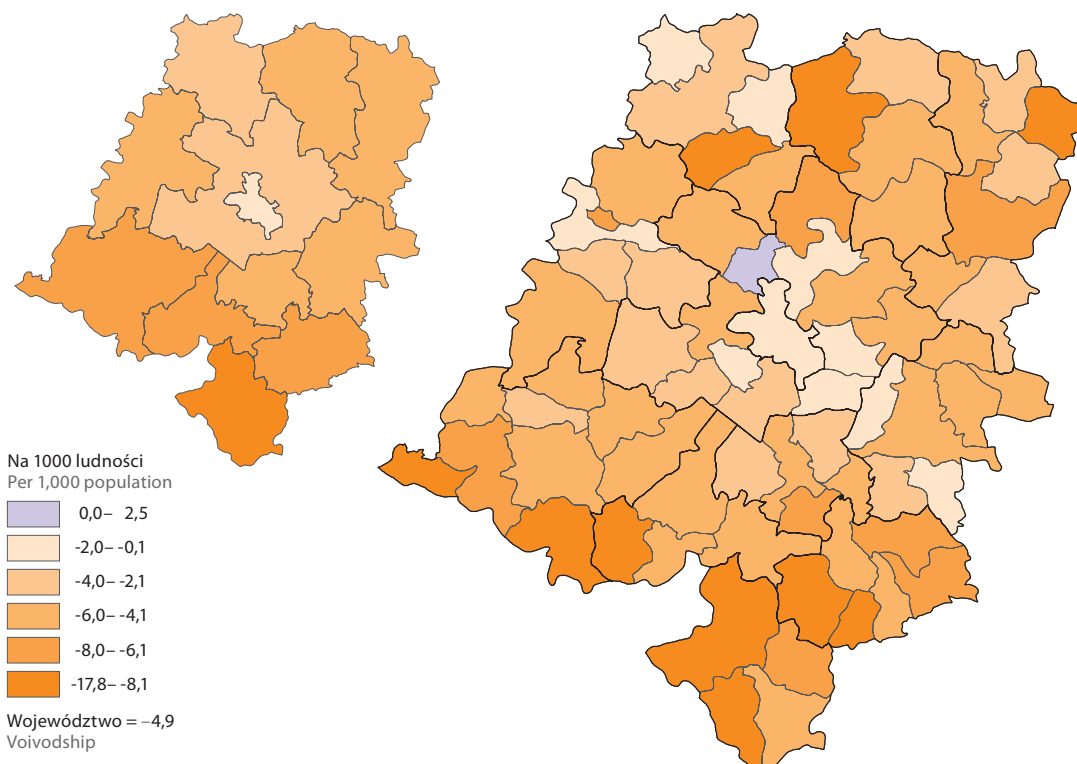 Na 1000 ludności
Per 1,000 population
0,0– 2,5
-2,0– -0,1
-4,0– -2,1
-6,0– -4,1
-8,0– -6,1
-17,8– -8,1
Województwo = –4,9
Voivodship